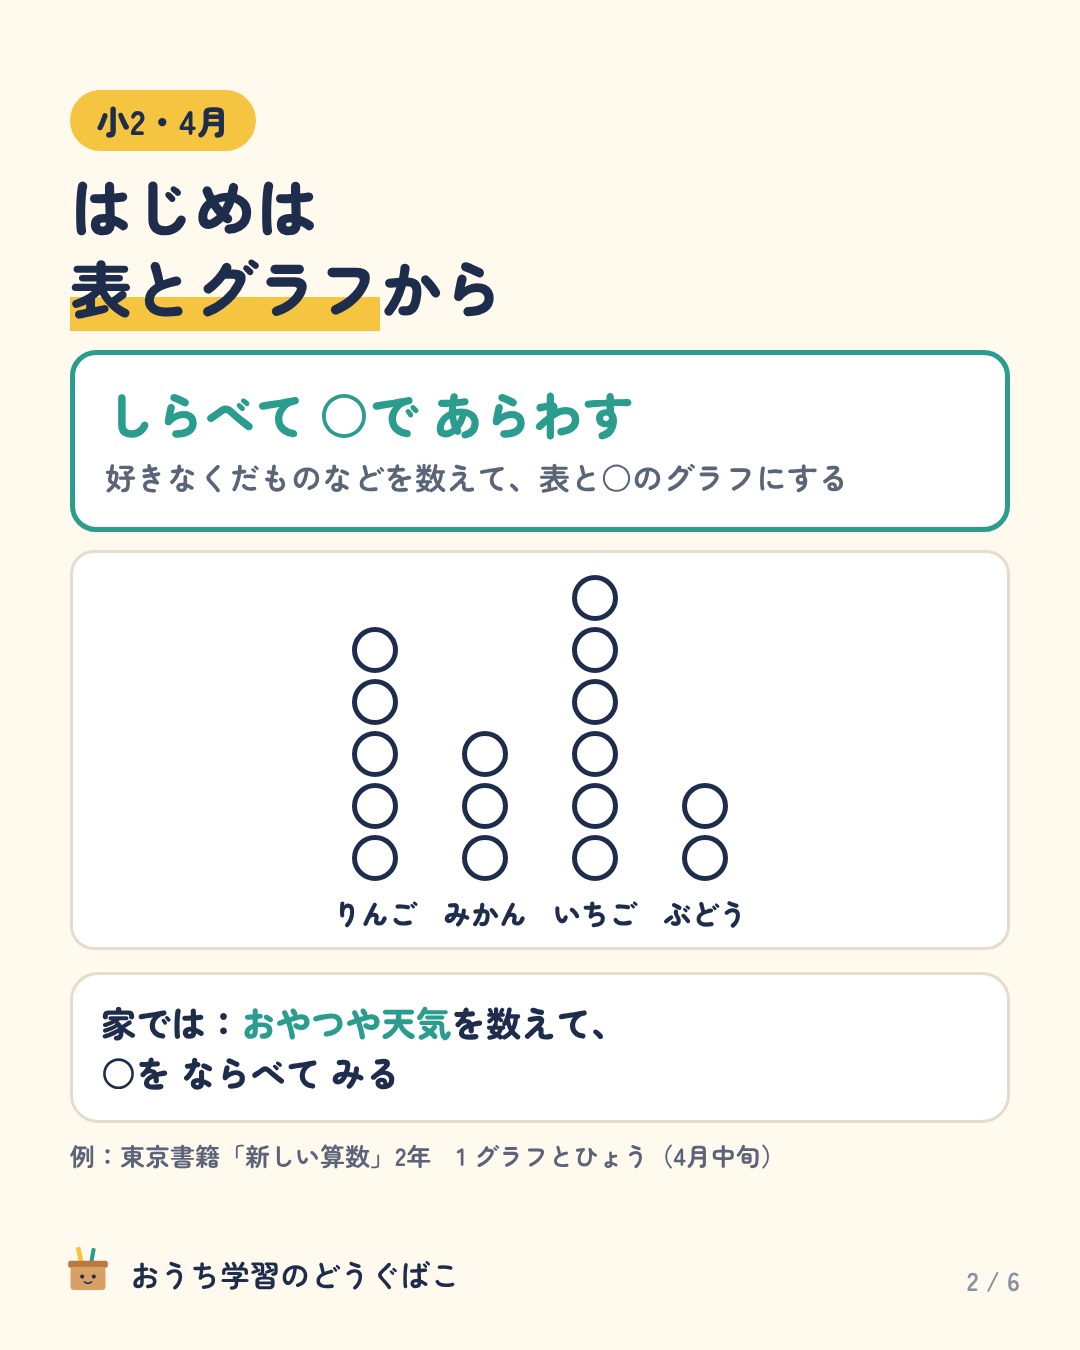 小2・4月
はじめは
表とグラフから
しらべて ○で あらわす
好きなくだものなどを数えて、表と○のグラフにする
りんご みかん いちご ぶどう
家では：おやつや天気を数えて、
○を ならべて みる
例：東京書籍「新しい算数」2年　1 グラフとひょう（4月中旬）
おうち学習のどうぐばこ
2 / 6